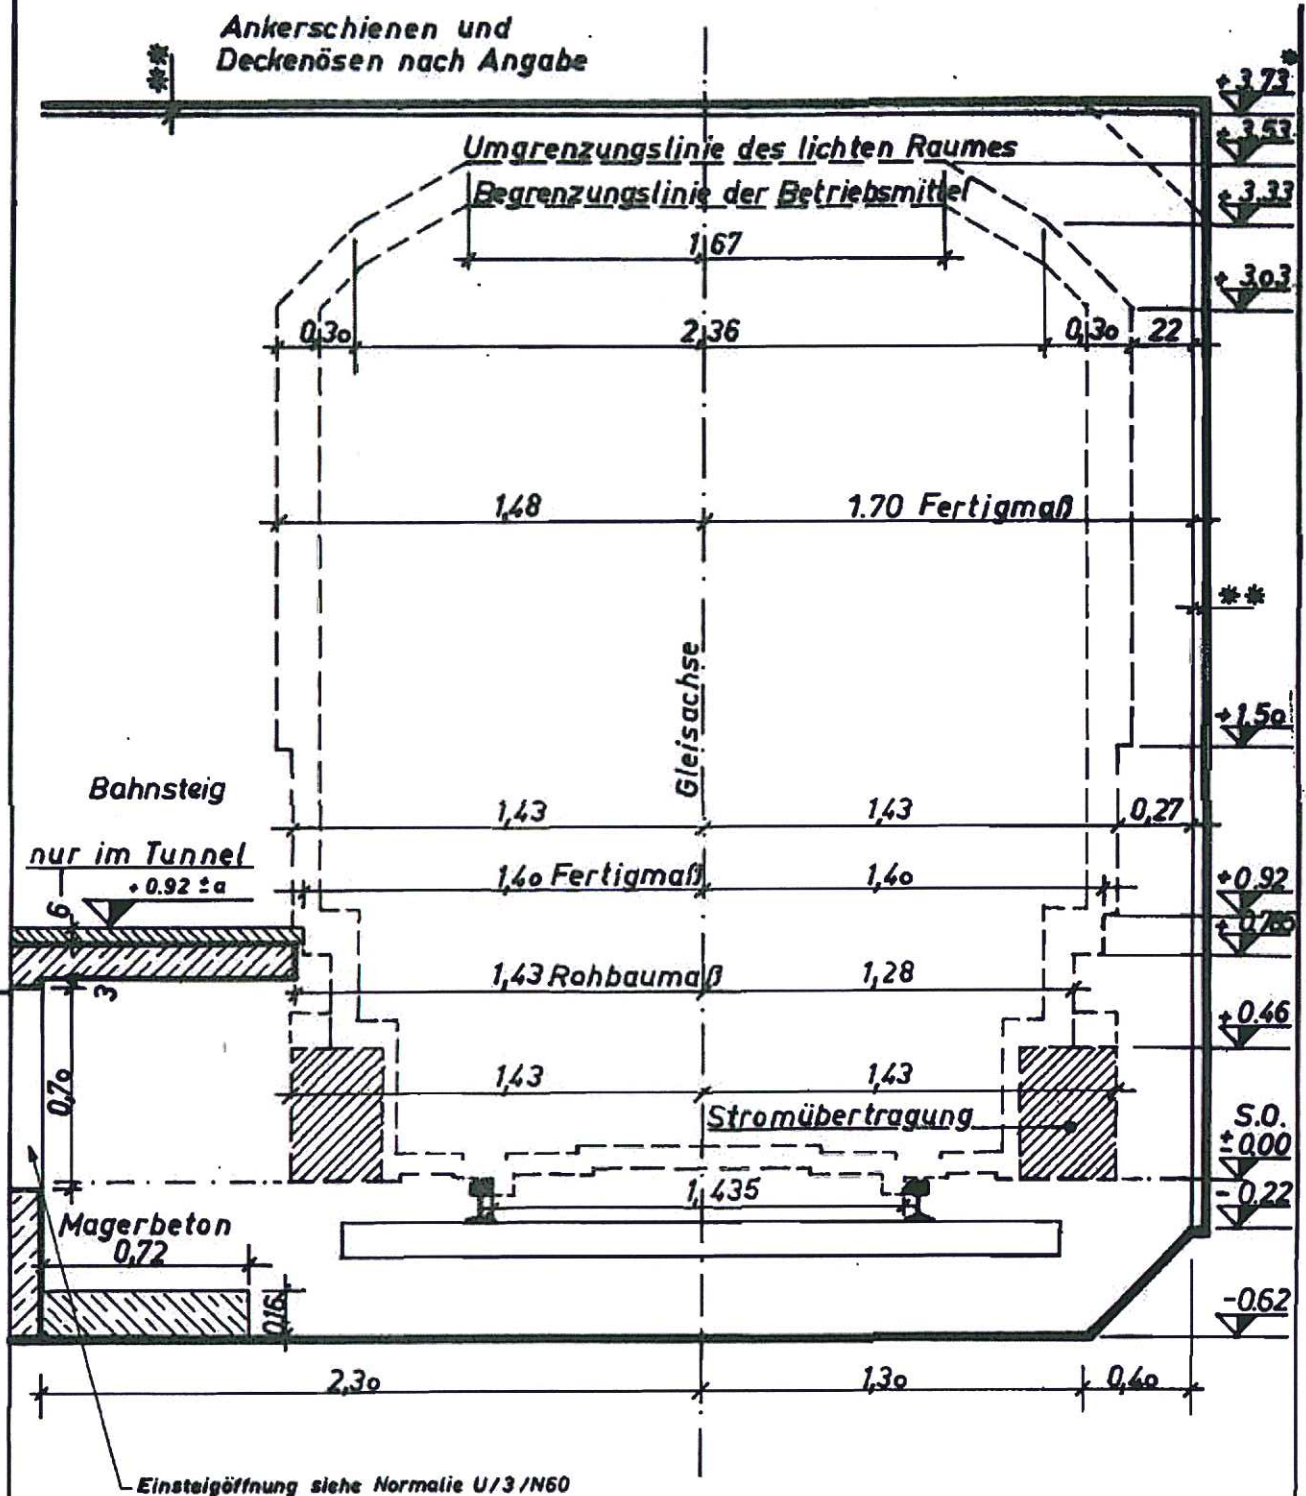 Ankerschienen und
Deckenösen nach Angabe
**
*
+ 3,73
+ 3,53
Umgrenzungslinie des lichten Raumes
Begrenzungslinie der Betriebsmittel
+ 3,33
1,67
+ 3.03
0,30 2,36 0,30 22
1,48 1.70 Fertigmaß
**
Gleisachse
+1.50
Bahnsteig
1,43 1,43 0,27
nur im Tunnel
+ 0.92 ± a
1,40 Fertigmaß 1,40
+0.92
6
+ 0.785
1,43 Rohbaumaß 1,28
3
+ 0.46
0,70
1,43 1,43
Stromübertragung
S.O.
± 0.00
1,435
- 0.22
Magerbeton
0,72
0,16
-0.62
2,30 1,30 0,40
Einsteigöffnung siehe Normalie U/3/N60